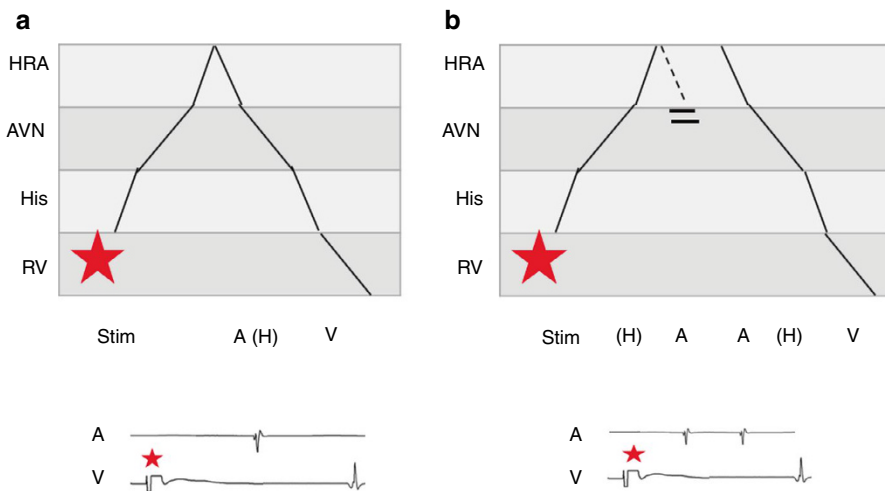 a
HRA
AVN
His
RV
Stim A (H) V
A
V
b
HRA
AVN
His
RV
Stim (H) A A (H) V
A
V